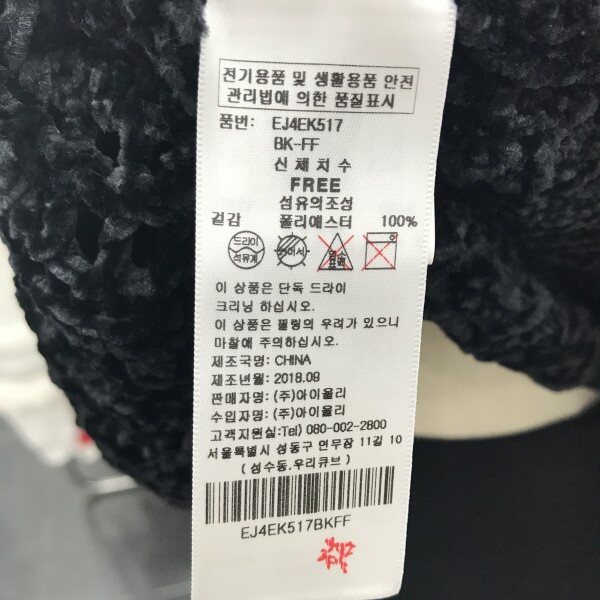 전기용품 및 생활용품 안전
관리법에 의한 품질표시
품번: EJ4EK517
BK-FF
신체치수
FREE
섬유의조성
겉감 폴리에스터 100%
드라이
석유계
이 상품은 단독 드라이
크리닝 하십시오.
이 상품은 필링의 우려가 있으니
마찰에 주의하십시오.
제조국명: CHINA
제조년월: 2018.09
판매자명: (주)아이올리
수입자명: (주)아이올리
고객지원실:Tel) 080-002-2800
서울특별시 성동구 연무장 11길 10
(성수동,우리큐브)
EJ4EK517BKFF